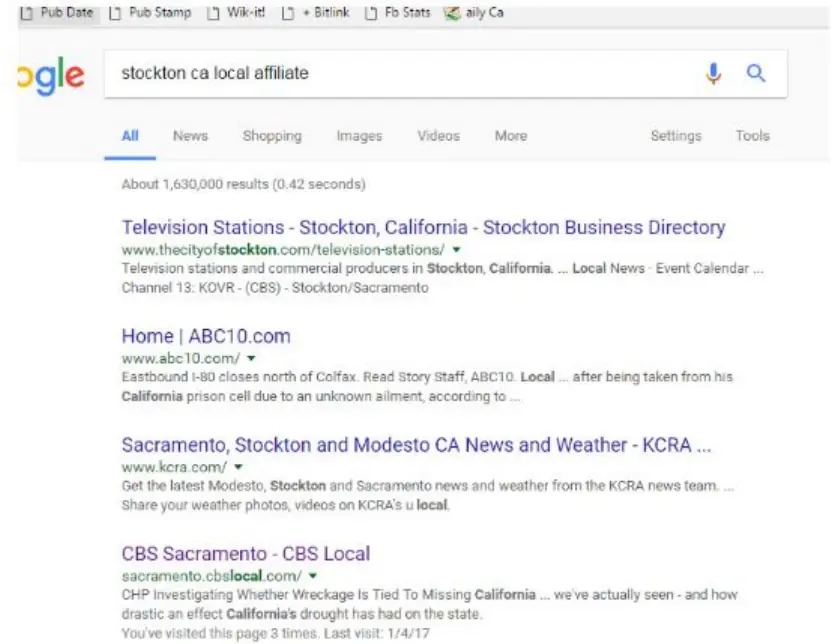 Pub Date Pub Stamp Wik-it! + Bitlink Fb Stats aily Ca
ogle stockton ca local affiliate
All News Shopping Images Videos More Settings Tools
About 1,630,000 results (0.42 seconds)
Television Stations - Stockton, California - Stockton Business Directory
www.thecityofstockton.com/television-stations/
Television stations and commercial producers in Stockton, California. ... Local News · Event Calendar ...
Channel 13: KOVR - (CBS) - Stockton/Sacramento
Home | ABC10.com
www.abc10.com/
Eastbound I-80 closes north of Colfax. Read Story Staff, ABC10. Local ... after being taken from his
California prison cell due to an unknown ailment, according to ...
Sacramento, Stockton and Modesto CA News and Weather - KCRA ...
www.kcra.com/
Get the latest Modesto, Stockton and Sacramento news and weather from the KCRA news team. ...
Share your weather photos, videos on KCRA's u local.
CBS Sacramento - CBS Local
sacramento.cbslocal.com/
CHP Investigating Whether Wreckage Is Tied To Missing California ... we've actually seen - and how
drastic an effect California's drought has had on the state.
You've visited this page 3 times. Last visit: 1/4/17